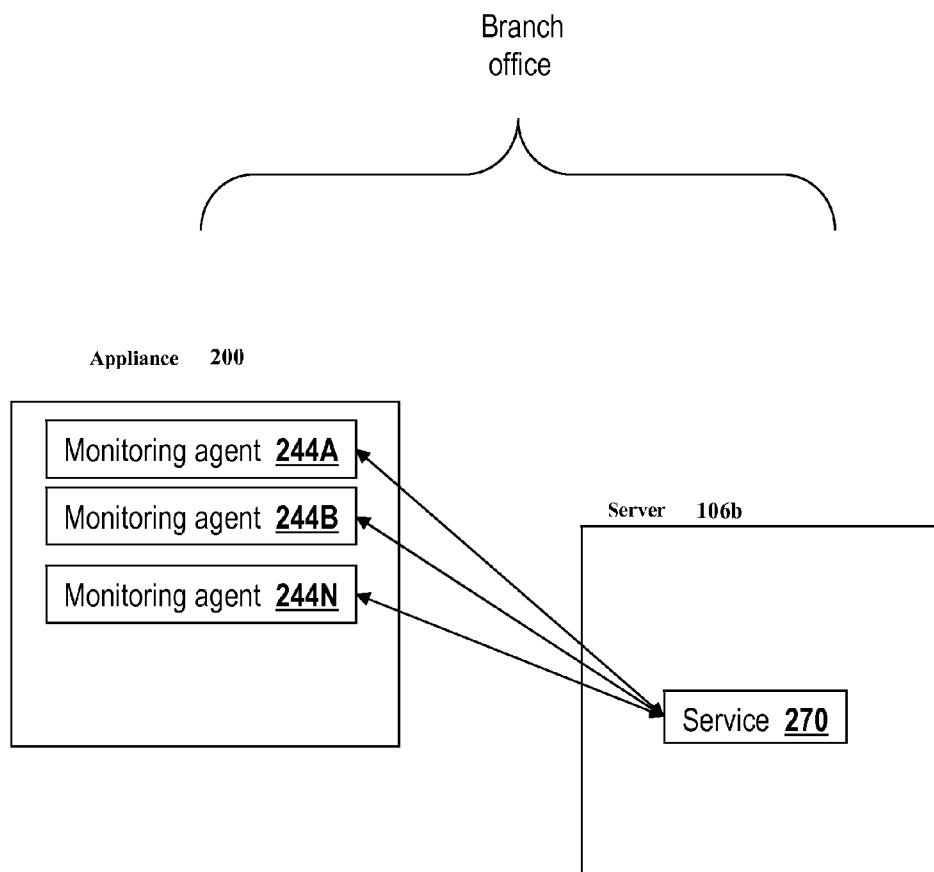 Branch
office
Appliance 200
Monitoring agent 244A
Monitoring agent 244B
Monitoring agent 244N
Server 106b
Service 270